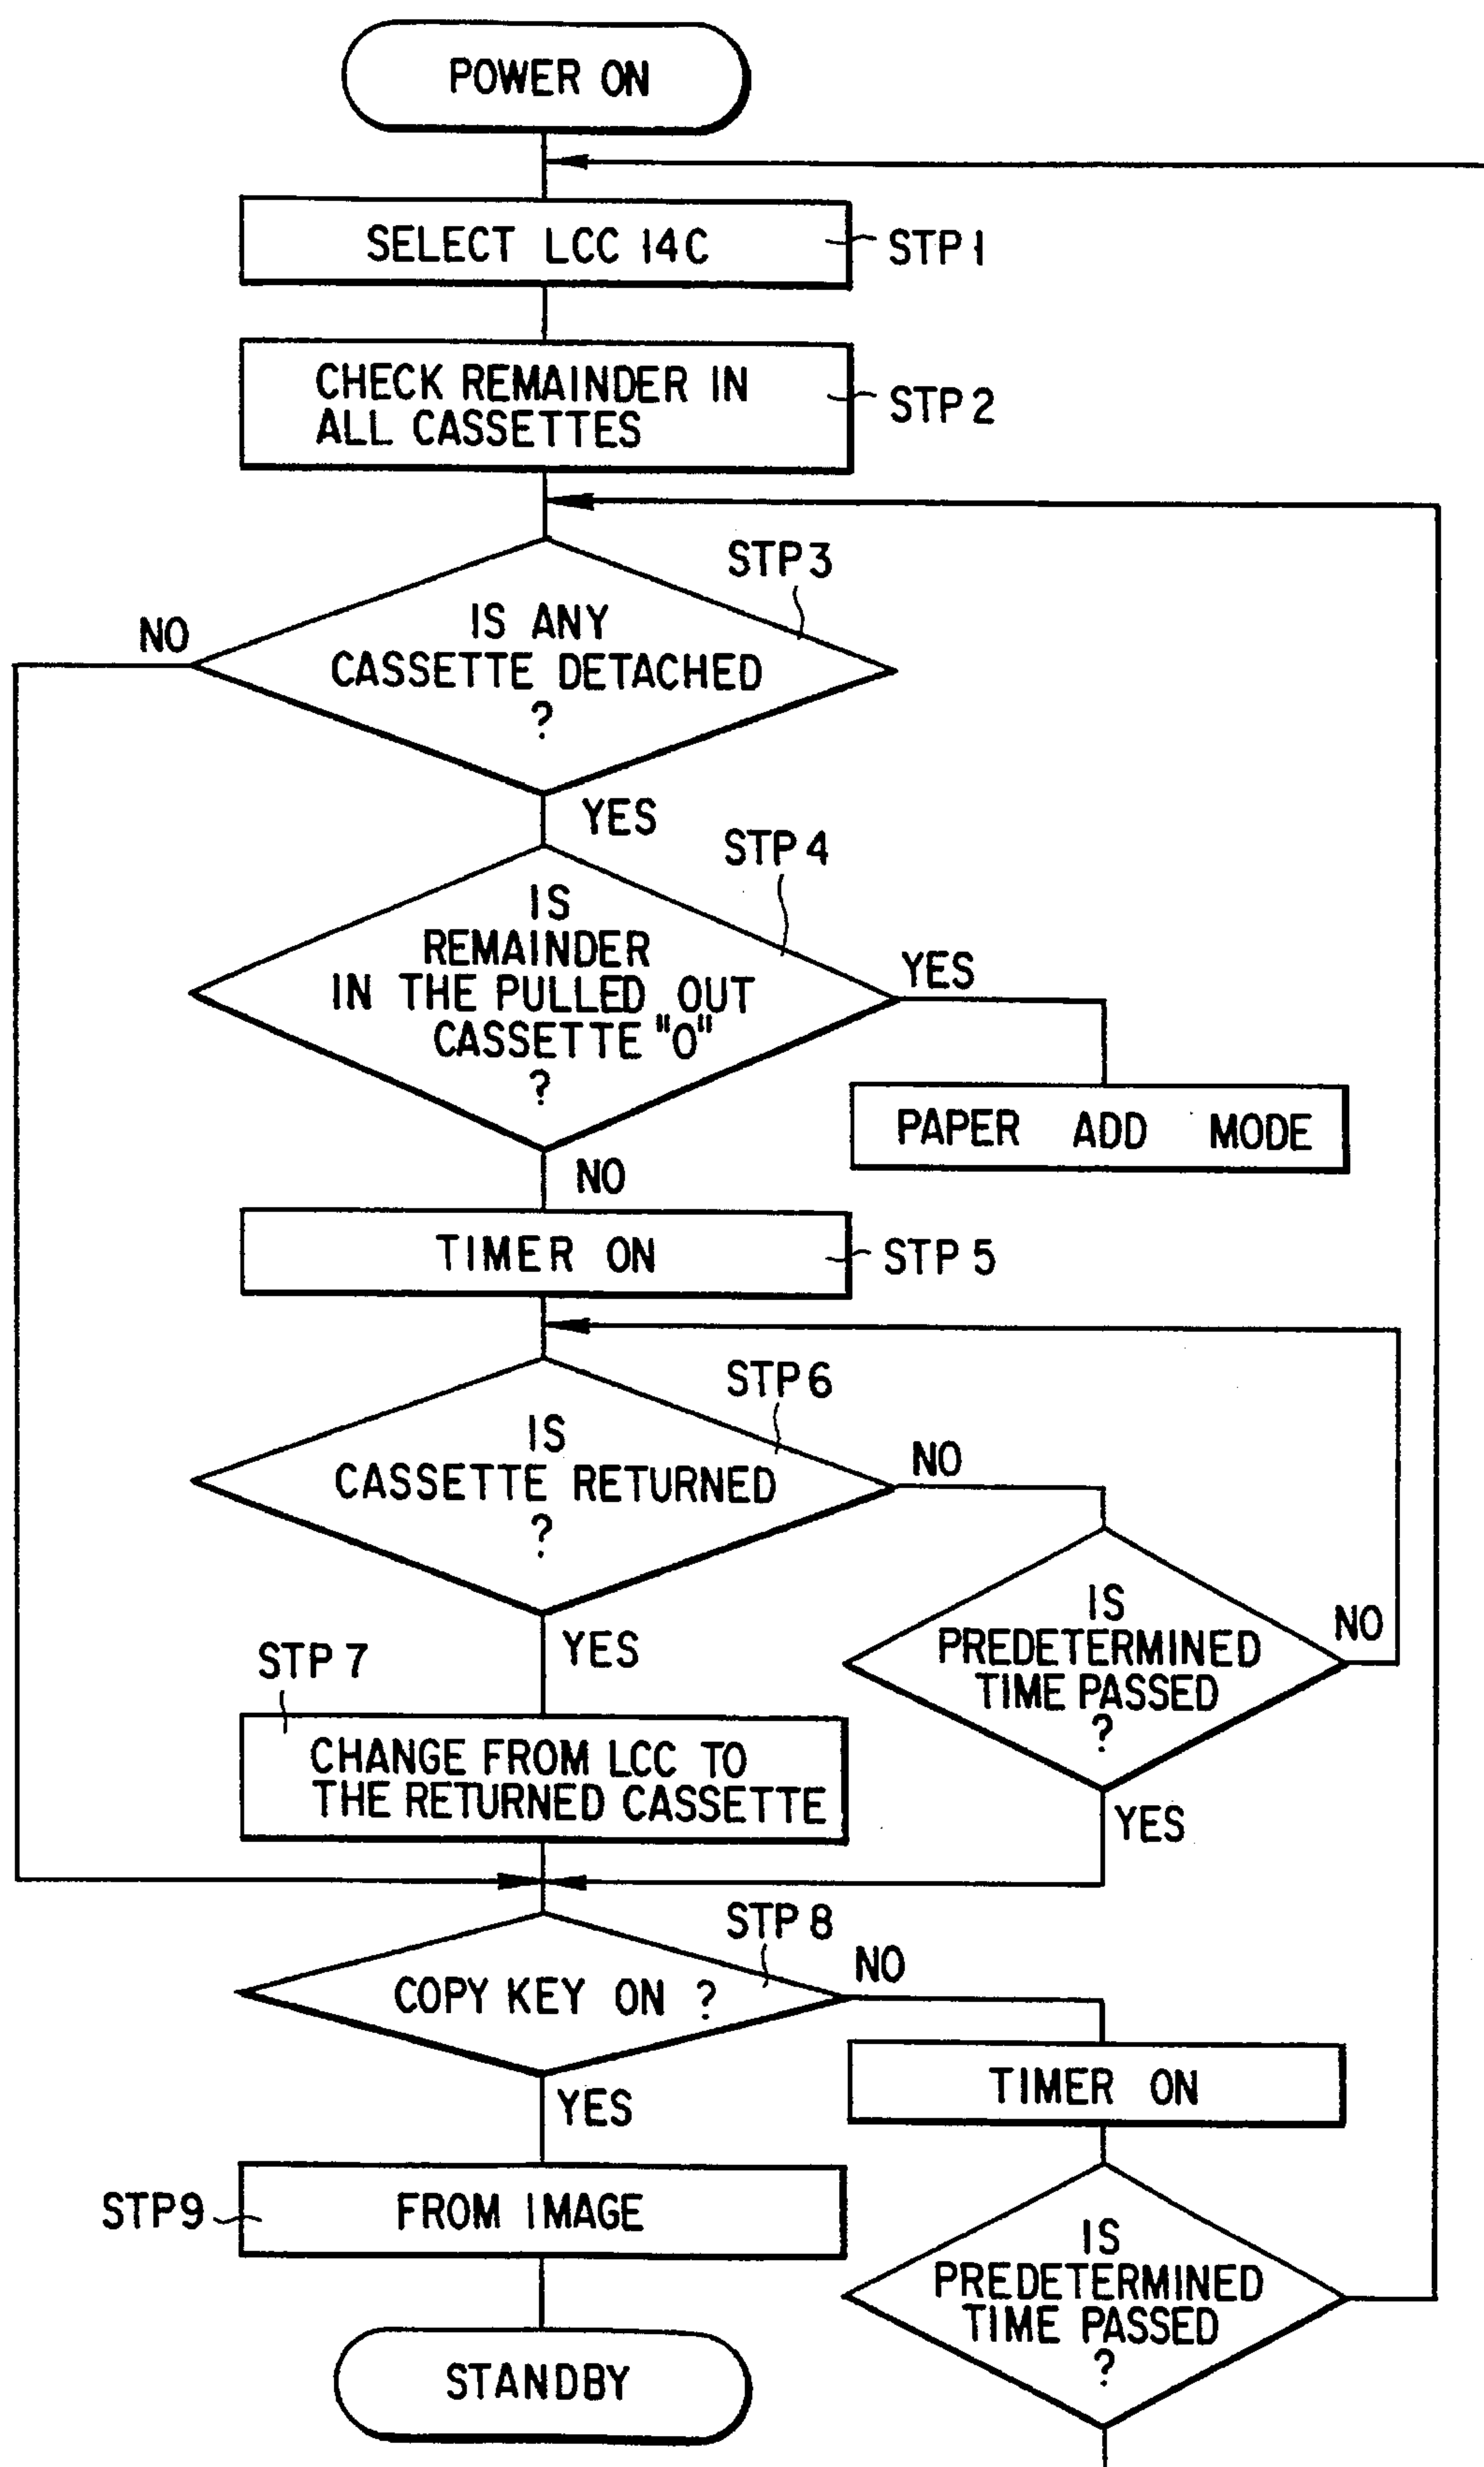 POWER ON
SELECT LCC 14C
STP1
CHECK REMAINDER IN
ALL CASSETTES
STP2
STP3
NO
IS ANY
CASSETTE DETACHED
?
YES
STP4
IS
REMAINDER
IN THE PULLED OUT
CASSETTE "0"
?
YES
PAPER ADD MODE
NO
TIMER ON
STP5
STP6
IS
CASSETTE RETURNED
?
NO
IS
PREDETERMINED
TIME PASSED
?
NO
YES
STP7
YES
CHANGE FROM LCC TO
THE RETURNED CASSETTE
STP8
COPY KEY ON ?
NO
TIMER ON
YES
STP9
FROM IMAGE
IS
PREDETERMINED
TIME PASSED
?
STANDBY